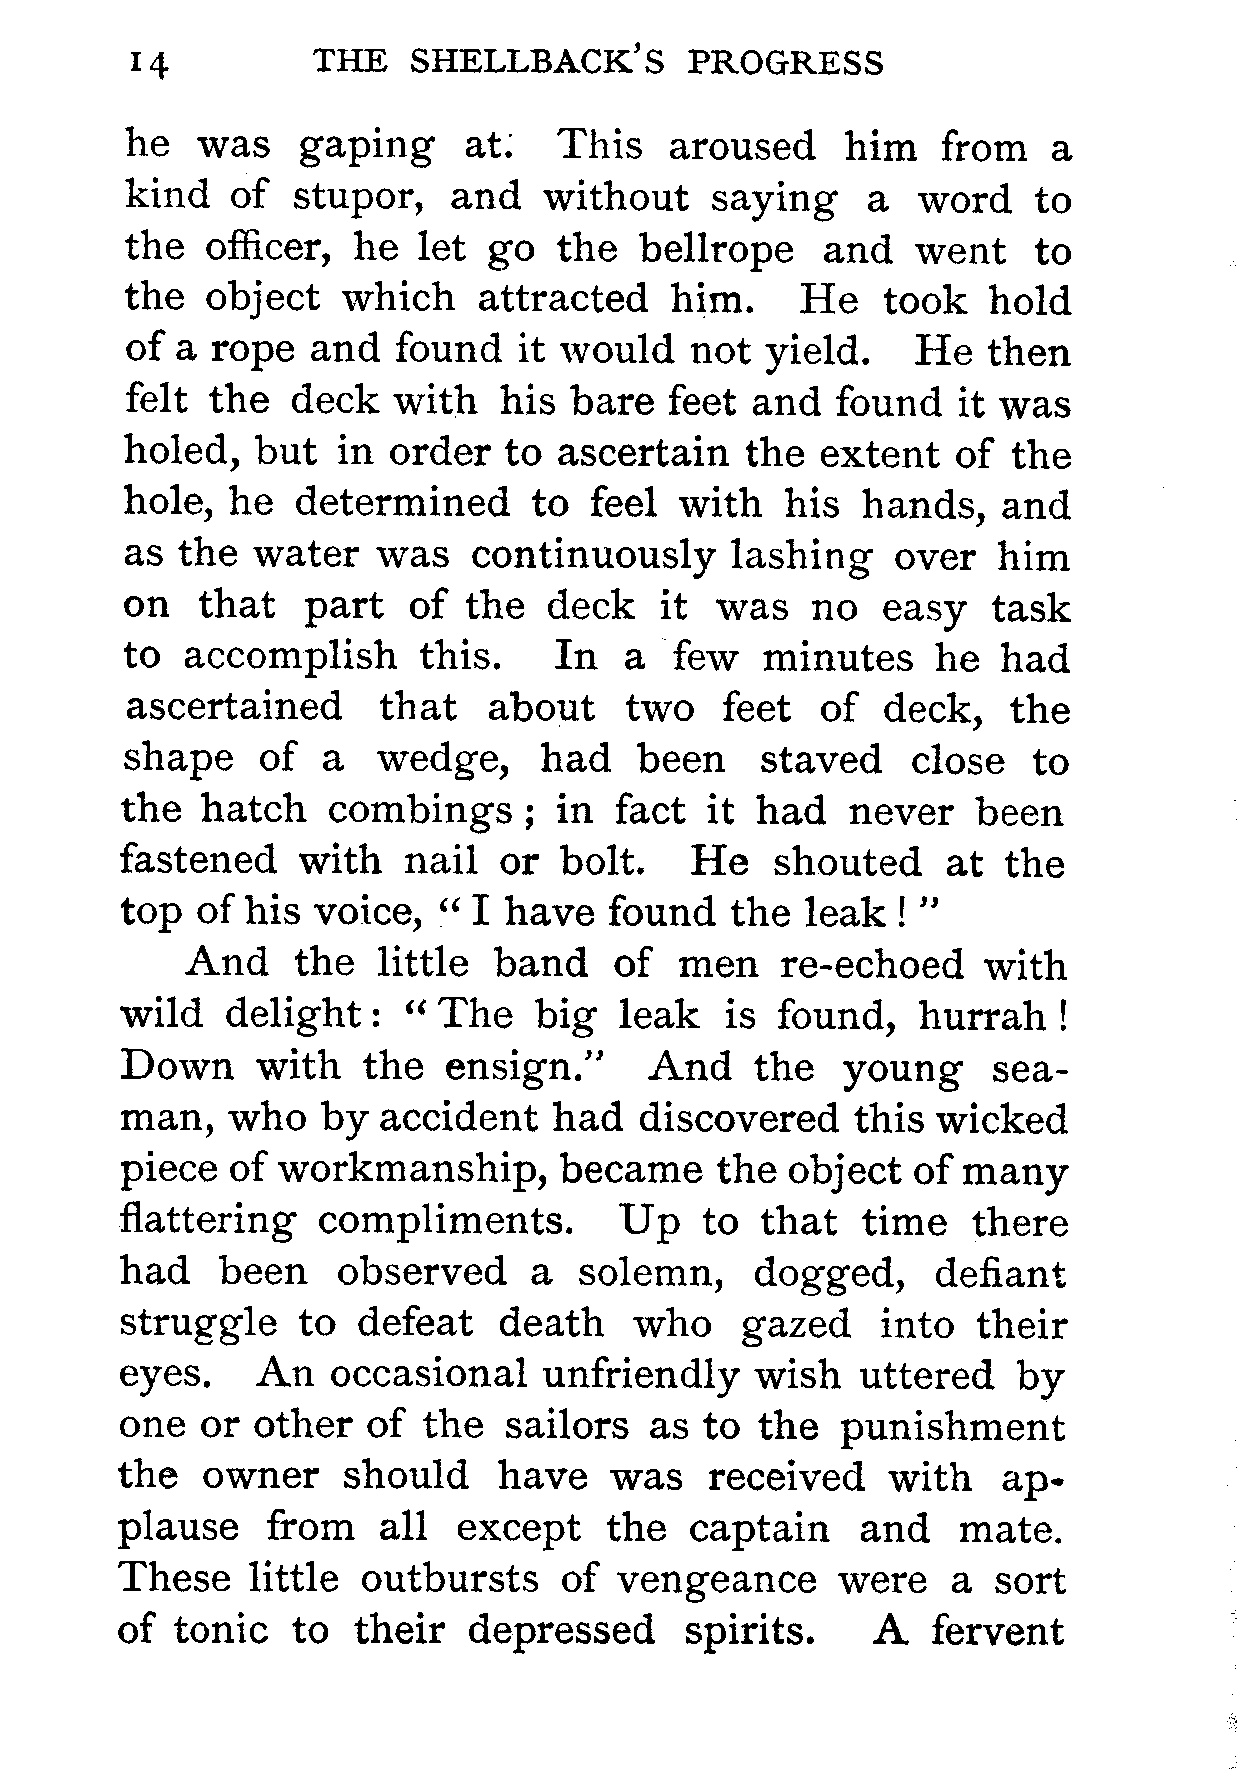 14 THE SHELLBACK'S PROGRESS
he was gaping at. This aroused him from a
kind of stupor, and without saying a word to
the officer, he let go the bellrope and went to
the object which attracted him. He took hold
of a rope and found it would not yield. He then
felt the deck with his bare feet and found it was
holed, but in order to ascertain the extent of the
hole, he determined to feel with his hands, and
as the water was continuously lashing over him
on that part of the deck it was no easy task
to accomplish this. In a few minutes he had
ascertained that about two feet of deck, the
shape of a wedge, had been staved close to
the hatch combings ; in fact it had never been
fastened with nail or bolt. He shouted at the
top of his voice, “ I have found the leak ! ”
And the little band of men re-echoed with
wild delight : “ The big leak is found, hurrah !
Down with the ensign.” And the young sea-
man, who by accident had discovered this wicked
piece of workmanship, became the object of many
flattering compliments. Up to that time there
had been observed a solemn, dogged, defiant
struggle to defeat death who gazed into their
eyes. An occasional unfriendly wish uttered by
one or other of the sailors as to the punishment
the owner should have was received with ap-
plause from all except the captain and mate.
These little outbursts of vengeance were a sort
of tonic to their depressed spirits. A fervent